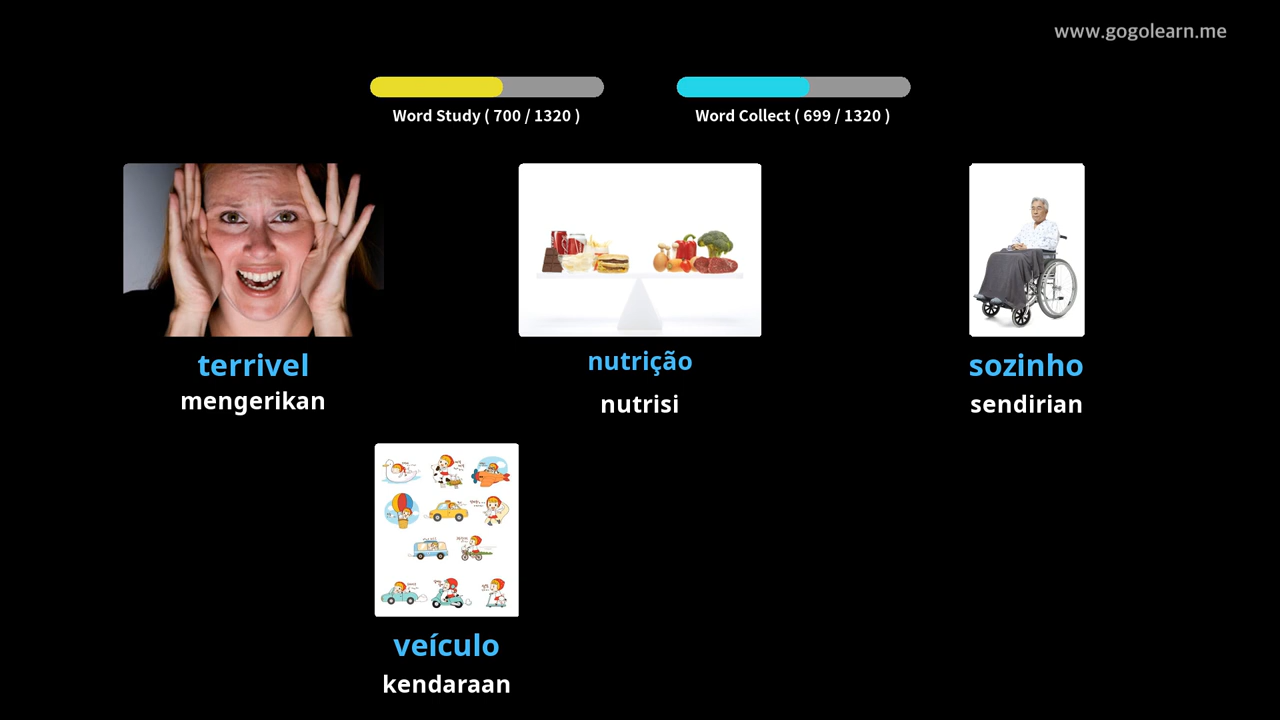 www.gogolearn.me
Word Study ( 700 / 1320 )
Word Collect ( 699 / 1320 )
terrivel
mengerikan
nutrição
nutrisi
sozinho
sendirian
veículo
kendaraan